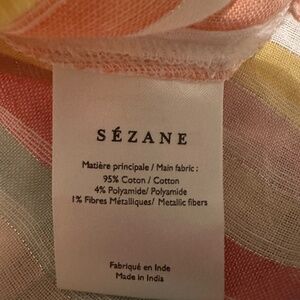 SÉZANE
Matière principale / Main fabric :
95% Coton / Cotton
4% Polyamide/ Polyamide
1% Fibres Métalliques/ Metallic fibers
Fabriqué en Inde
Made in India